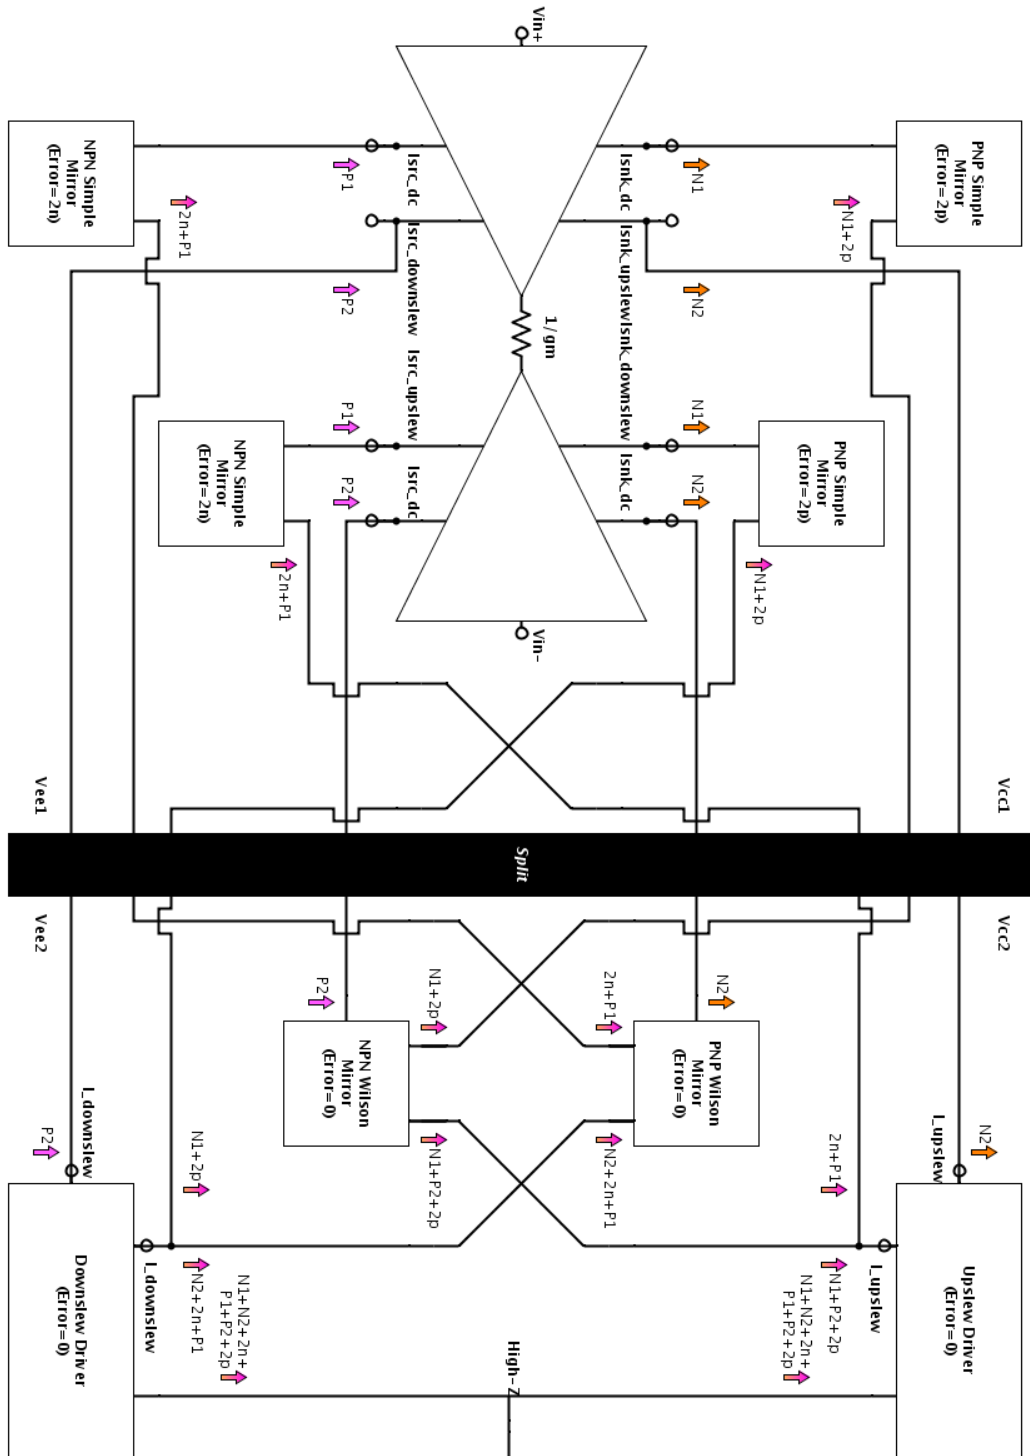 PNP Simple
Mirror
(Error=2p)
Vcc1
Vcc2
N2
I_upslew
Upslew Driver
(Error=0)
N1+2p
PNP Simple
Mirror
(Error=2p)
N1+2p
2n+P1
I_upslew
N1+P2+2p
N1+N2+2n+
P1+P2+2p
N1
N2
N1
N2
N2
PNP Wilson
Mirror
(Error=0)
Isnk_dc
Isnk_upslew
Isnk_downslew
Isnk_dc
2n+P1
N2+2n+P1
Vin+
1/gm
Vin-
Split
High-Z
Isrc_dc
Isrc_downslew
Isrc_upslew
Isrc_dc
N1+2p
N1+P2+2p
P1
P2
P1
P2
P2
NPN Wilson
Mirror
(Error=0)
NPN Simple
Mirror
(Error=2n)
2n+P1
2n+P1
N1+2p
N2+2n+P1
N1+N2+2n+
P1+P2+2p
I_downslew
NPN Simple
Mirror
(Error=2n)
Vee1
Vee2
I_downslew
P2
Downslew Driver
(Error=0)